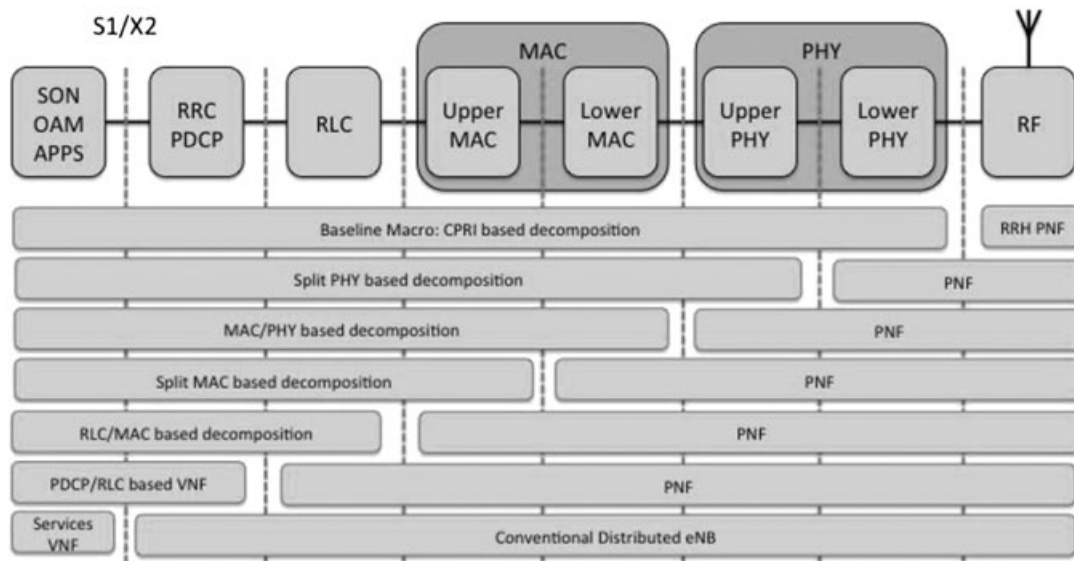 S1/X2
MAC
PHY
SON
OAM
APPS
RRC
PDCP
RLC
Upper
MAC
Lower
MAC
Upper
PHY
Lower
PHY
RF
Baseline Macro: CPRI based decomposition
RRH PNF
Split PHY based decomposition
PNF
MAC/PHY based decomposition
PNF
Split MAC based decomposition
PNF
RLC/MAC based decomposition
PNF
PDCP/RLC based VNF
PNF
Services
VNF
Conventional Distributed eNB